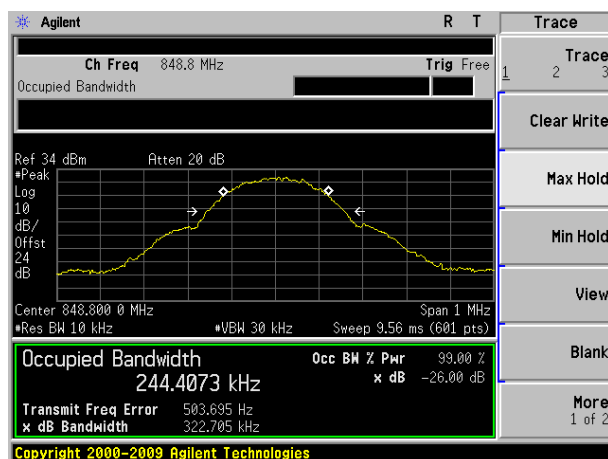 Agilent R T Trace
Ch Freq 848.8 MHz Trig Free
Occupied Bandwidth
Trace
1 2 3
Clear Write
Max Hold
Min Hold
View
Blank
More
1 of 2
Ref 34 dBm Atten 20 dB
#Peak
Log
10
dB/
Offst
24
dB
Center 848.800 0 MHz Span 1 MHz
#Res BW 10 kHz #VBW 30 kHz Sweep 9.56 ms (601 pts)
Occupied Bandwidth Occ BW % Pwr 99.00 %
244.4073 kHz x dB -26.00 dB
Transmit Freq Error 503.695 Hz
x dB Bandwidth 322.705 kHz
Copyright 2000-2009 Agilent Technologies